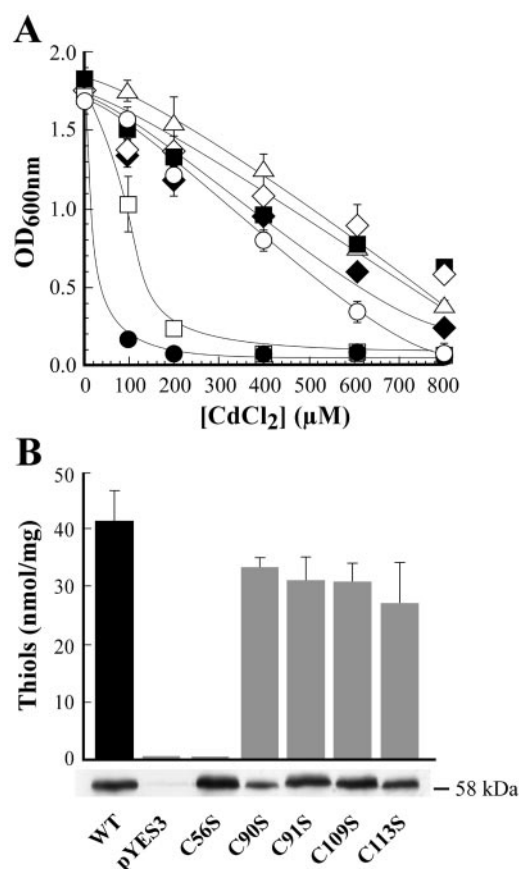 A
OD600nm
2.0
1.5
1.0
0.5
0.0
0 100 200 300 400 500 600 700 800
[CdCl2] (µM)
B
Thiols (nmol/mg)
50
40
30
20
10
0
58 kDa
WT
pYES3
C56S
C90S
C91S
C109S
C113S